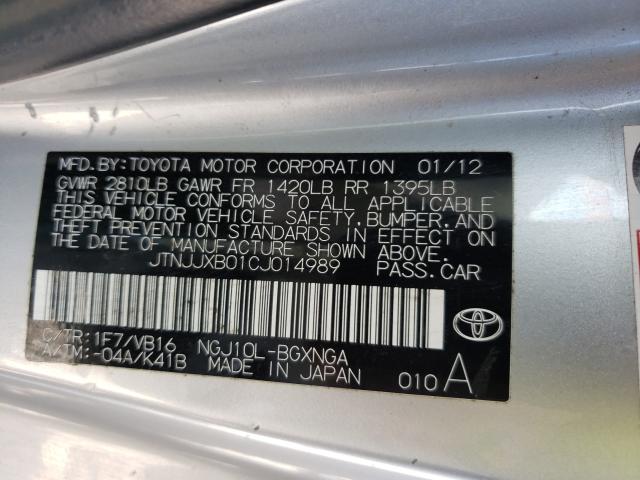 MFD.BY:TOYOTA MOTOR CORPORATION 01/12
GVWR 2810LB GAWR FR 1420LB RR 1395LB
THIS VEHICLE CONFORMS TO ALL APPLICABLE
FEDERAL MOTOR VEHICLE SAFETY, BUMPER, AND
THEFT PREVENTION STANDARDS IN EFFECT ON
THE DATE OF MANUFACTURE SHOWN ABOVE.
JTNJJXB01CJ014989 PASS.CAR
C/TR:1F7/VB16 NGJ10L-BGXNGA
A/TM:-04A/K41B MADE IN JAPAN 010 A
TOYOTA